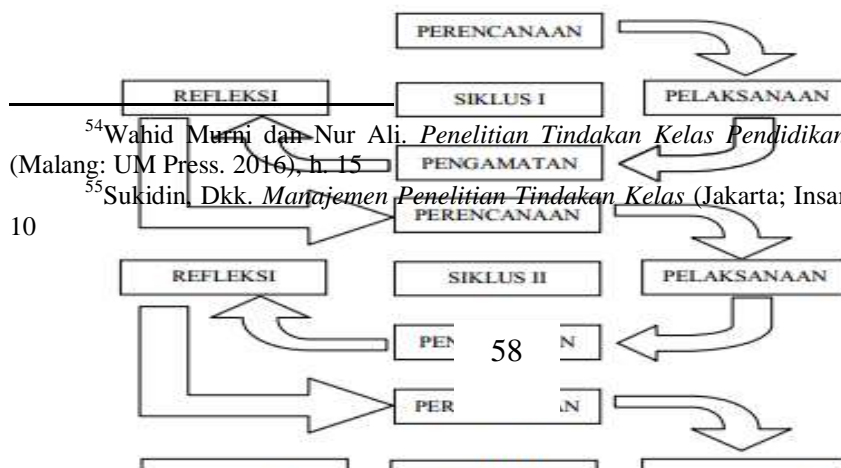 PERENCANAAN
REFLEKSI SIKLUS I PELAKSANAAN
54Wahid Murni dan Nur Ali. Penelitian Tindakan Kelas Pendidikan
(Malang: UM Press. 2016), h. 15
PENGAMATAN
55Sukidin, Dkk. Manajemen Penelitian Tindakan Kelas (Jakarta; Insan
10
PERENCANAAN
REFLEKSI SIKLUS II PELAKSANAAN
58